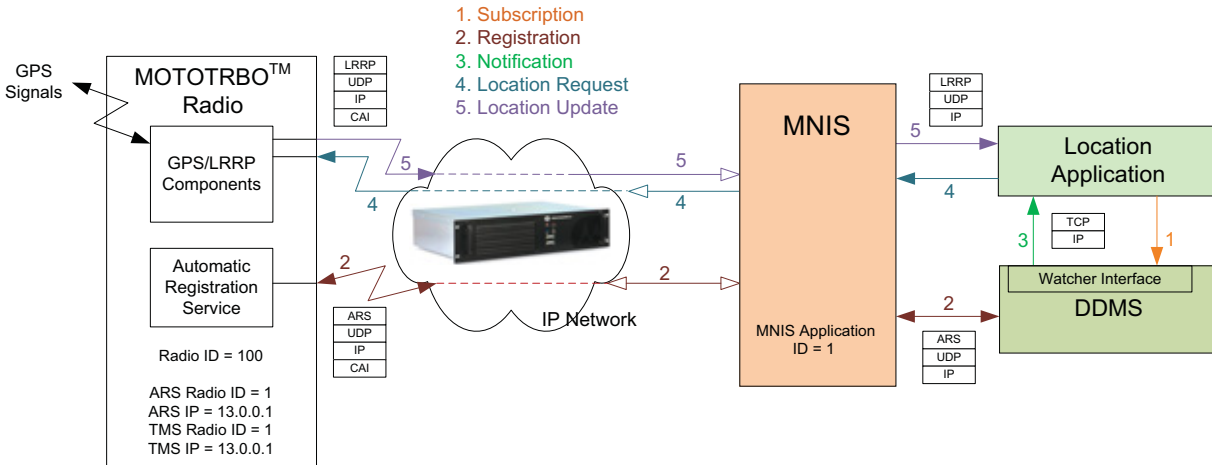 1. Subscription
2. Registration
3. Notification
4. Location Request
5. Location Update
GPS
Signals
MOTOTRBO™
Radio
GPS/LRRP
Components
Automatic
Registration
Service
Radio ID = 100
ARS Radio ID = 1
ARS IP = 13.0.0.1
TMS Radio ID = 1
TMS IP = 13.0.0.1
LRRP
UDP
IP
CAI
5
4
2
ARS
UDP
IP
CAI
IP Network
5
4
2
MNIS
MNIS Application
ID = 1
LRRP
UDP
IP
5
4
Location
Application
3
TCP
IP
1
Watcher Interface
DDMS
2
ARS
UDP
IP